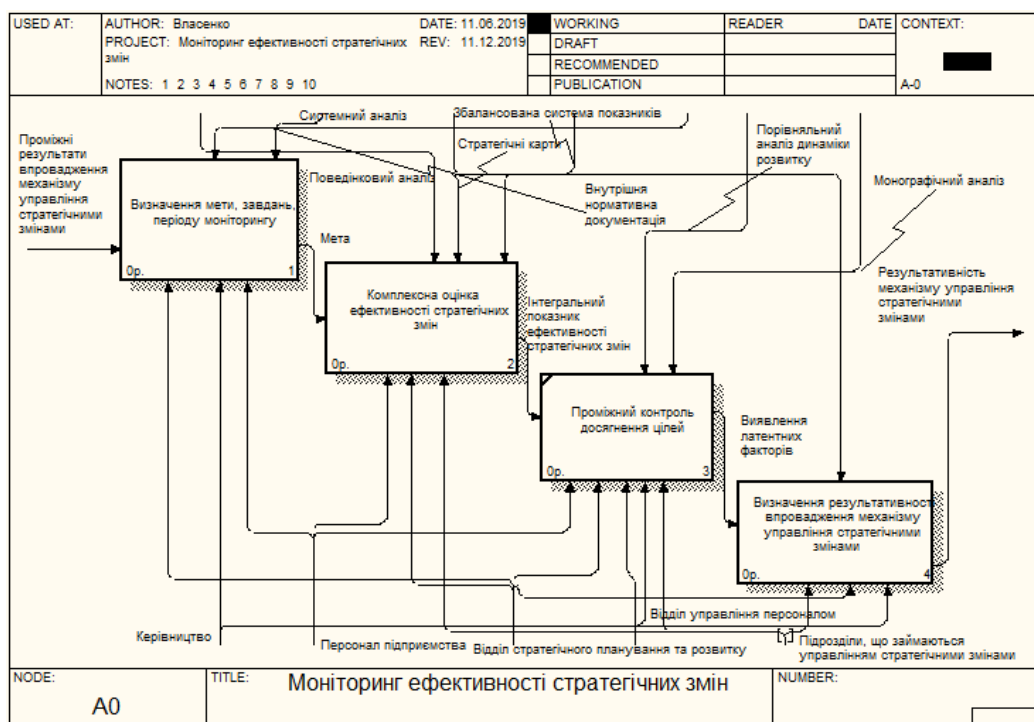 USED AT:
AUTHOR: Власенко
DATE: 11.06.2019
PROJECT: Моніторинг ефективності стратегічних
змін
REV: 11.12.2019
NOTES: 1 2 3 4 5 6 7 8 9 10
WORKING
DRAFT
RECOMMENDED
PUBLICATION
READER
DATE
CONTEXT:
A-0
Системний аналіз
Збалансована система показників
Проміжні
результати
впровадження
механізму
управління
стратегічними
змінами
Стратегічні карти
Порівняльний
аналіз динаміки
розвитку
Поведінковий аналіз
Внутрішня
нормативна
документація
Монографічний аналіз
Визначення мети, завдань,
періоду моніторингу
0р.
1
Мета
Комплексна оцінка
ефективності стратегічних
змін
0р.
2
Інтегральний
показник
ефективності
стратегічних змін
Результативність
механізму управління
стратегічними
змінами
Проміжний контроль
досягнення цілей
0р.
3
Виявлення
латентних
факторів
Визначення результативност
впровадження механізму
управління стратегічними
змінами
0р.
4
Відділ управління персоналом
Керівництво
Персонал підприємства
Відділ стратегічного планування та розвитку
Підрозділи, що займаються
управлінням стратегічними змінами
NODE:
A0
TITLE:
Моніторинг ефективності стратегічних змін
NUMBER: